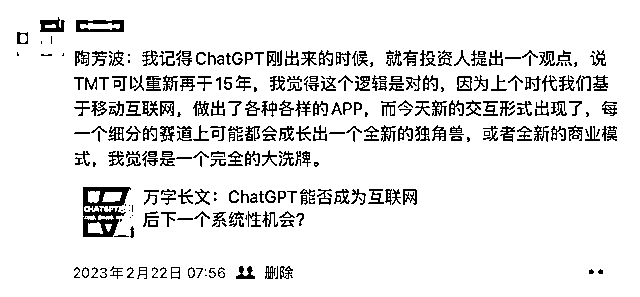 陶芳波：我记得ChatGPT刚出来的时候，就有投资人提出一个观点，说
TMT可以重新再干15年，我觉得这个逻辑是对的，因为上个时代我们基
于移动互联网，做出了各种各样的APP，而今天新的交互形式出现了，每
一个细分的赛道上可能都会成长出一个全新的独角兽，或者全新的商业模
式，我觉得是一个完全的大洗牌。
万字长文：ChatGPT能否成为互联网
后下一个系统性机会？
2023年2月22日 07:56 删除